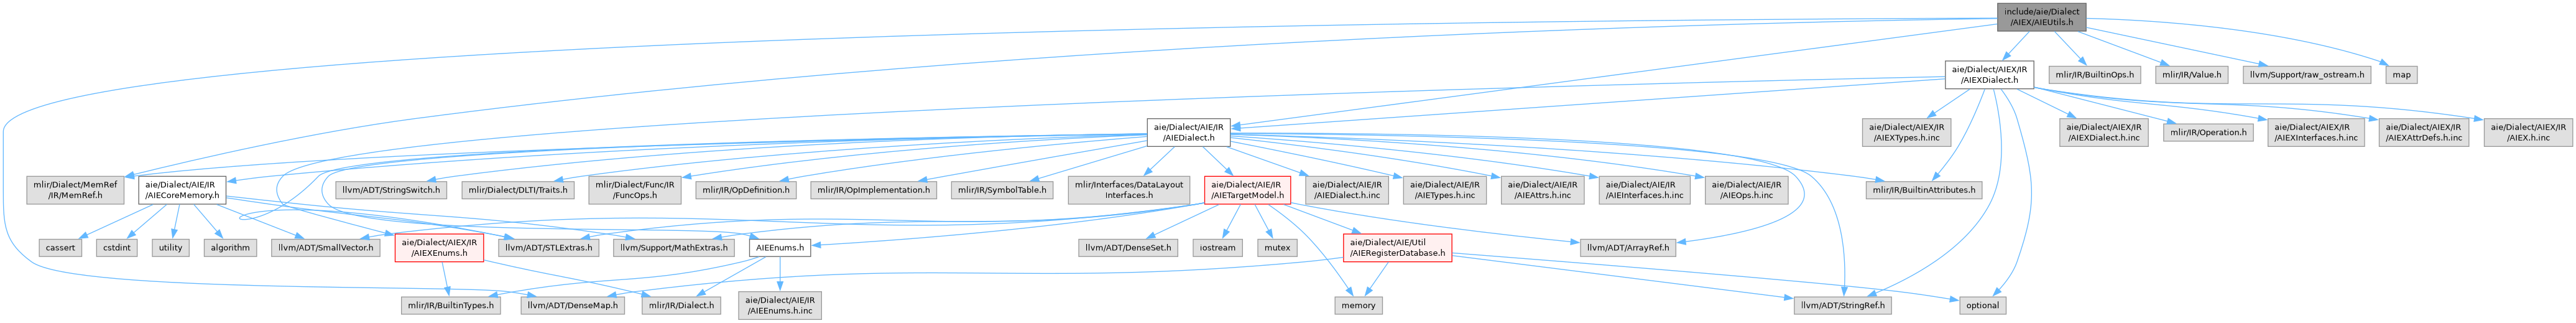 include/aie/Dialect
/AIEX/AIEUtils.h
aie/Dialect/AIEX/IR
/AIEXDialect.h
mlir/IR/BuiltinOps.h
mlir/IR/Value.h
llvm/Support/raw_ostream.h
map
aie/Dialect/AIE/IR
/AIEDialect.h
aie/Dialect/AIEX/IR
/AIEXTypes.h.inc
aie/Dialect/AIEX/IR
/AIEXDialect.h.inc
mlir/IR/Operation.h
aie/Dialect/AIEX/IR
/AIEXInterfaces.h.inc
aie/Dialect/AIEX/IR
/AIEXAttrDefs.h.inc
aie/Dialect/AIEX/IR
/AIEX.h.inc
mlir/Dialect/MemRef
/IR/MemRef.h
aie/Dialect/AIE/IR
/AIECoreMemory.h
llvm/ADT/StringSwitch.h
mlir/Dialect/DLTI/Traits.h
mlir/Dialect/Func/IR
/FuncOps.h
mlir/IR/OpDefinition.h
mlir/IR/OpImplementation.h
mlir/IR/SymbolTable.h
mlir/Interfaces/DataLayout
Interfaces.h
aie/Dialect/AIE/IR
/AIETargetModel.h
aie/Dialect/AIE/IR
/AIEDialect.h.inc
aie/Dialect/AIE/IR
/AIETypes.h.inc
aie/Dialect/AIE/IR
/AIEAttrs.h.inc
aie/Dialect/AIE/IR
/AIEInterfaces.h.inc
aie/Dialect/AIE/IR
/AIEOps.h.inc
mlir/IR/BuiltinAttributes.h
cassert
cstdint
utility
algorithm
llvm/ADT/SmallVector.h
aie/Dialect/AIEX/IR
/AIEXEnums.h
llvm/ADT/STLExtras.h
llvm/Support/MathExtras.h
AIEEnums.h
llvm/ADT/DenseSet.h
iostream
mutex
aie/Dialect/AIE/Util
/AIERegisterDatabase.h
llvm/ADT/ArrayRef.h
mlir/IR/BuiltinTypes.h
llvm/ADT/DenseMap.h
mlir/IR/Dialect.h
aie/Dialect/AIE/IR
/AIEEnums.h.inc
memory
llvm/ADT/StringRef.h
optional